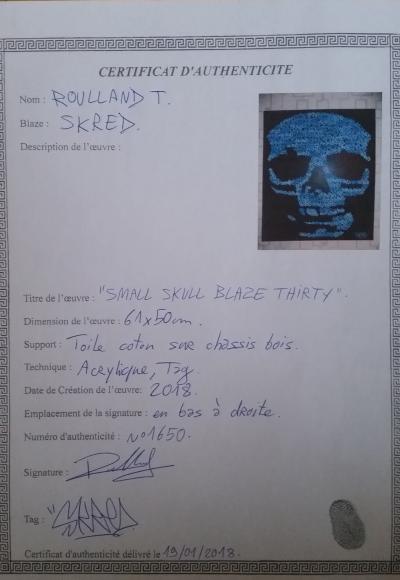 CERTIFICAT D'AUTHENTICITE
Nom : ROULLAND T.
Blaze : SKRED.
Description de l'œuvre :
Titre de l'œuvre : "SMALL SKULL BLAZE THIRTY".
Dimension de l'œuvre : 61x50cm.
Support : Toile coton sur chassis bois.
Technique : Acrylique, Tag.
Date de Création de l'œuvre: 2018.
Emplacement de la signature : en bas à droite.
Numéro d'authenticité : N°1650.
Signature :
Tag : "SKRED
Certificat d'authenticité délivré le 19/01/2018.